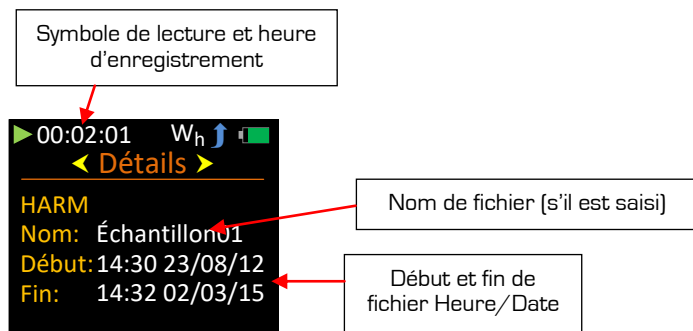 Symbole de lecture et heure
d'enregistrement
00:02:01 Wh
Détails
HARM
Nom: Échantillon01
Début: 14:30 23/08/12
Fin: 14:32 02/03/15
Nom de fichier (s'il est saisi)
Début et fin de
fichier Heure/Date